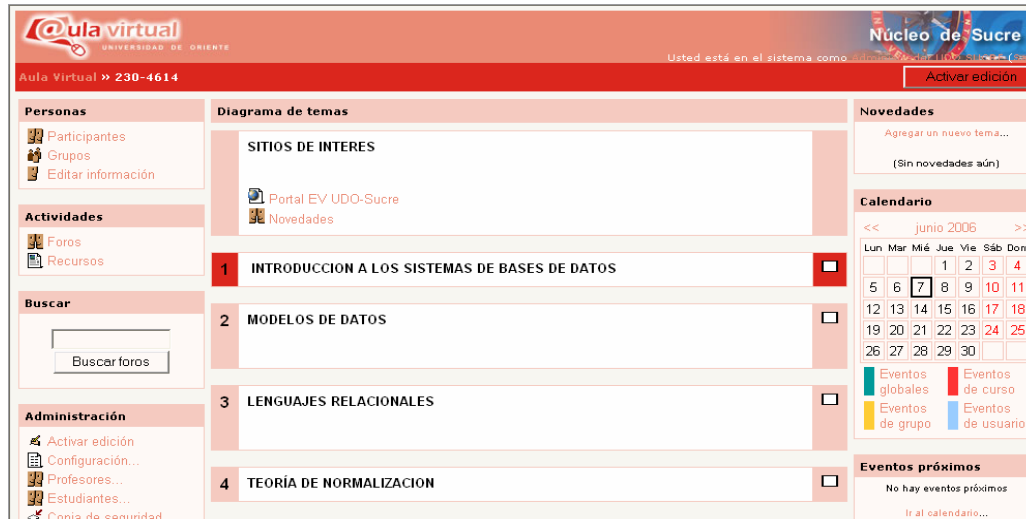 @ula virtual
UNIVERSIDAD DE ORIENTE
Núcleo de Sucre
Usted está en el sistema como
Aula Virtual » 230-4614
Activar edición
Personas
Participantes
Grupos
Editar información
Actividades
Foros
Recursos
Buscar
Buscar foros
Administración
Activar edición
Configuración...
Profesores...
Estudiantes...
Copia de seguridad
Diagrama de temas
SITIOS DE INTERES
Portal EV UDO-Sucre
Novedades
1 INTRODUCCION A LOS SISTEMAS DE BASES DE DATOS
2 MODELOS DE DATOS
3 LENGUAJES RELACIONALES
4 TEORÍA DE NORMALIZACION
Novedades
Agregar un nuevo tema...
(Sin novedades aún)
Calendario
<< junio 2006 >>
Lun Mar Mié Jue Vie Sáb Dom
1 2 3 4
5 6 7 8 9 10 11
12 13 14 15 16 17 18
19 20 21 22 23 24 25
26 27 28 29 30
Eventos globales
Eventos de curso
Eventos de grupo
Eventos de usuario
Eventos próximos
No hay eventos próximos
Ir al calendario...